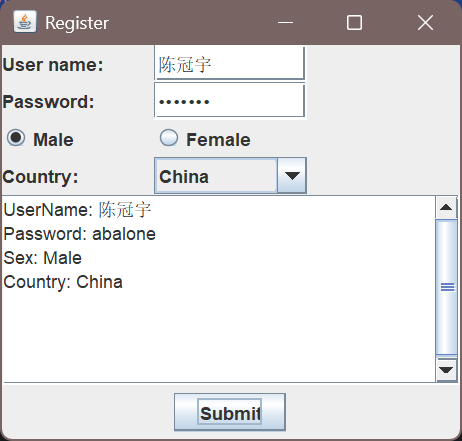 Register
User name: 陈冠宇
Password: •••••••
Male Female
Country: China
UserName: 陈冠宇
Password: abalone
Sex: Male
Country: China
Submit